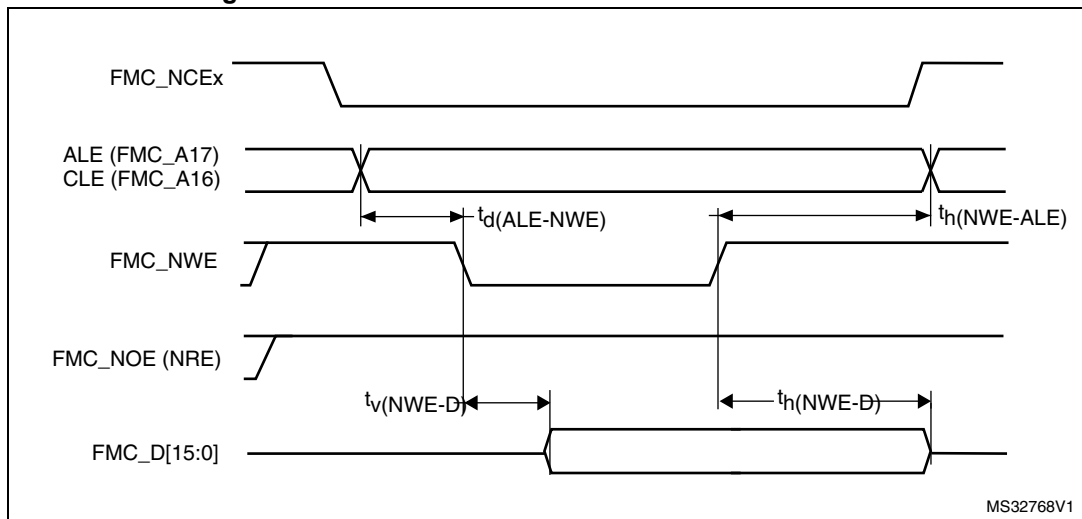 FMC_NCEx
ALE (FMC_A17)
CLE (FMC_A16)
td(ALE-NWE)
th(NWE-ALE)
FMC_NWE
FMC_NOE (NRE)
tv(NWE-D)
th(NWE-D)
FMC_D[15:0]
MS32768V1